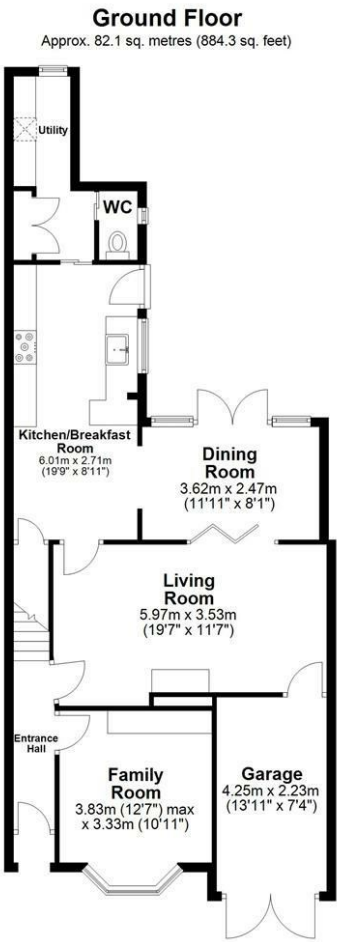 Ground Floor
Approx. 82.1 sq. metres (884.3 sq. feet)
Utility
WC
Kitchen/Breakfast
Room
6.01m x 2.71m
(19'9" x 8'11")
Dining
Room
3.62m x 2.47m
(11'11" x 8'1")
Living
Room
5.97m x 3.53m
(19'7" x 11'7")
Entrance
Hall
Family
Room
3.83m (12'7") max
x 3.33m (10'11")
Garage
4.25m x 2.23m
(13'11" x 7'4")